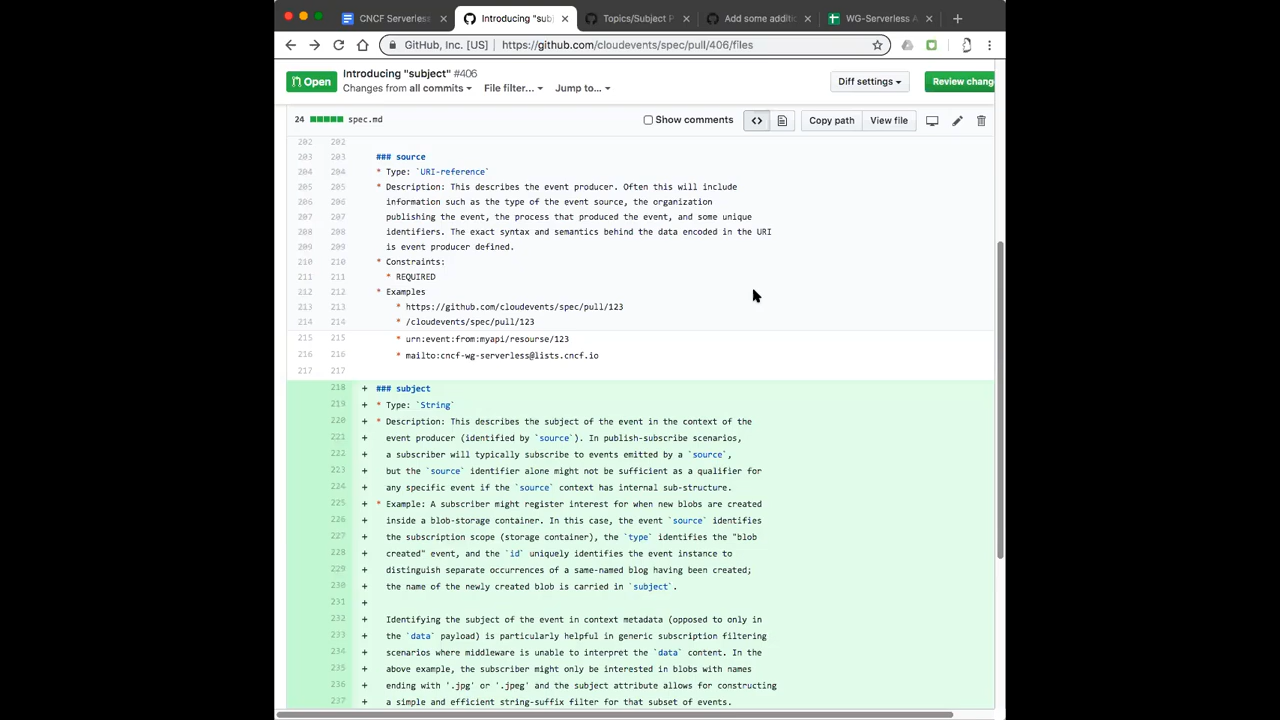 CNCF Serverless
Introducing "subj
Topics/Subject P
Add some additio
WG-Serverless A
GitHub, Inc. [US]
https://github.com/cloudevents/spec/pull/406/files
Open
Introducing "subject" #406
Changes from all commits
File filter...
Jump to...
Diff settings
Review chang
24
spec.md
Show comments
Copy path
View file
202 202
203 203 ### source
204 204 * Type: `URI-reference`
205 205 * Description: This describes the event producer. Often this will include
206 206 information such as the type of the event source, the organization
207 207 publishing the event, the process that produced the event, and some unique
208 208 identifiers. The exact syntax and semantics behind the data encoded in the URI
209 209 is event producer defined.
210 210 * Constraints:
211 211 * REQUIRED
212 212 * Examples
213 213 * https://github.com/cloudevents/spec/pull/123
214 214 * /cloudevents/spec/pull/123
215 215 * urn:event:from:myapi/resourse/123
216 216 * mailto:cncf-wg-serverless@lists.cncf.io
217 217
218 + ### subject
219 + * Type: `String`
220 + * Description: This describes the subject of the event in the context of the
221 + event producer (identified by `source`). In publish-subscribe scenarios,
222 + a subscriber will typically subscribe to events emitted by a `source`,
223 + but the `source` identifier alone might not be sufficient as a qualifier for
224 + any specific event if the `source` context has internal sub-structure.
225 + * Example: A subscriber might register interest for when new blobs are created
226 + inside a blob-storage container. In this case, the event `source` identifies
227 + the subscription scope (storage container), the `type` identifies the "blob
228 + created" event, and the `id` uniquely identifies the event instance to
229 + distinguish separate occurrences of a same-named blog having been created;
230 + the name of the newly created blob is carried in `subject`.
231 +
232 + Identifying the subject of the event in context metadata (opposed to only in
233 + the `data` payload) is particularly helpful in generic subscription filtering
234 + scenarios where middleware is unable to interpret the `data` content. In the
235 + above example, the subscriber might only be interested in blobs with names
236 + ending with '.jpg' or '.jpeg' and the subject attribute allows for constructing
237 + a simple and efficient string-suffix filter for that subset of events.